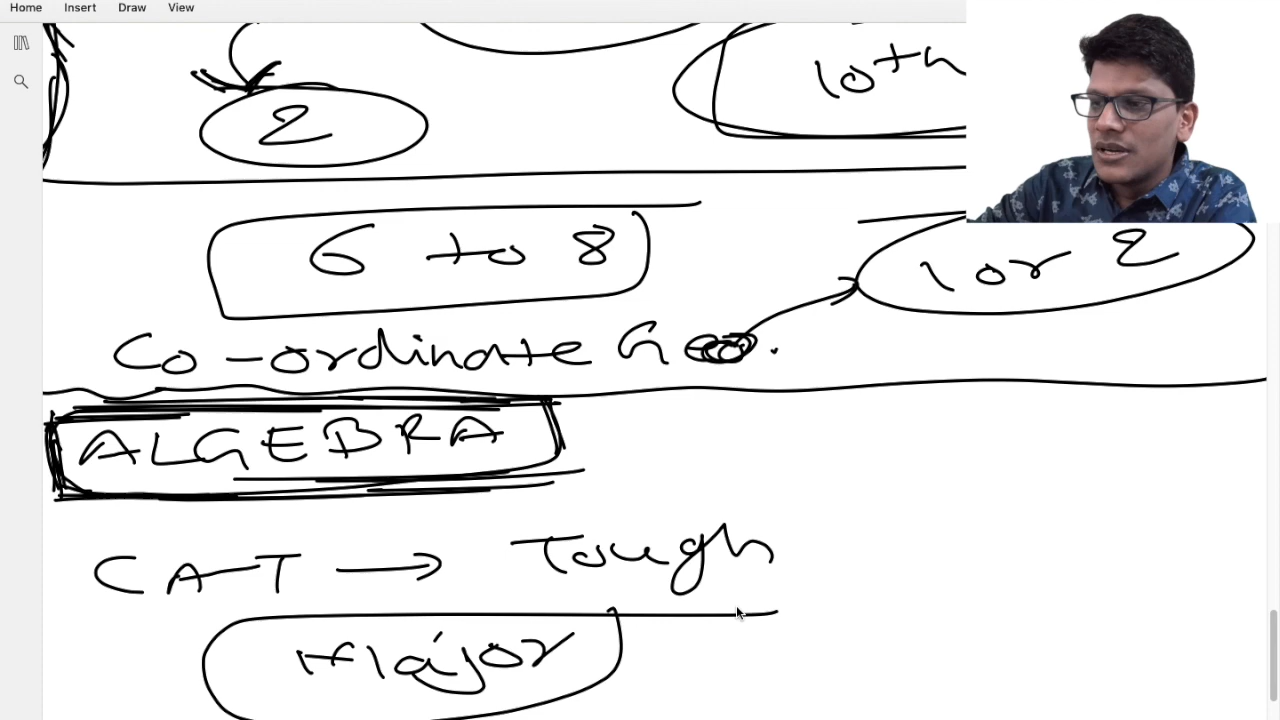 Home Insert Draw View
10th
2
6 to 8
1 or 2
Co-ordinate Geo.
ALGEBRA
CAT → Tough
Major